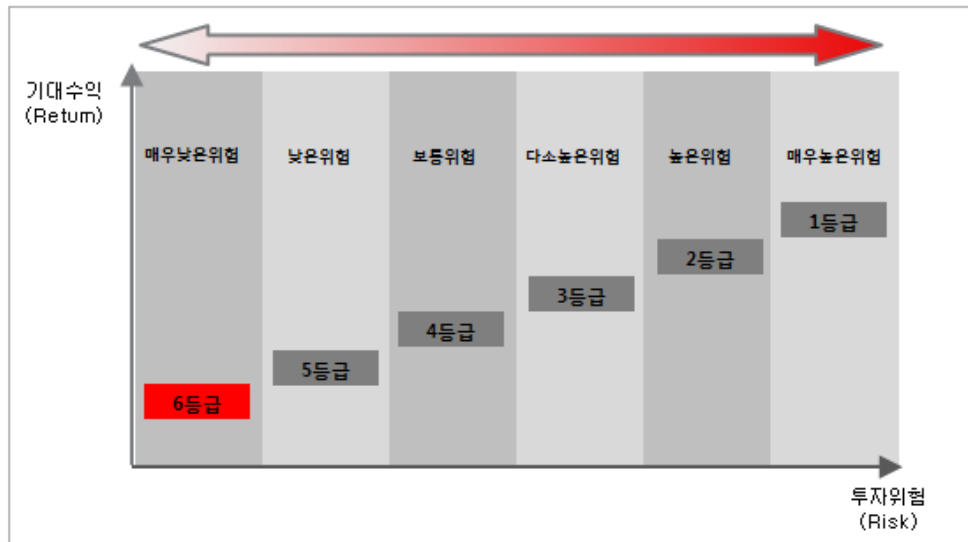 기대수익
(Return)
매우낮은위험 낮은위험 보통위험 다소높은위험 높은위험 매우높은위험
1등급
2등급
3등급
4등급
5등급
6등급
투자위험
(Risk)